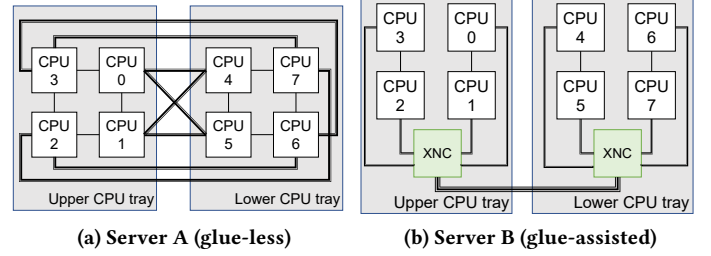 CPU 3
CPU 0
CPU 4
CPU 7
CPU 2
CPU 1
CPU 5
CPU 6
Upper CPU tray
Lower CPU tray
(a) Server A (glue-less)
CPU 3
CPU 0
CPU 4
CPU 6
CPU 2
CPU 1
CPU 5
CPU 7
XNC
XNC
Upper CPU tray
Lower CPU tray
(b) Server B (glue-assisted)